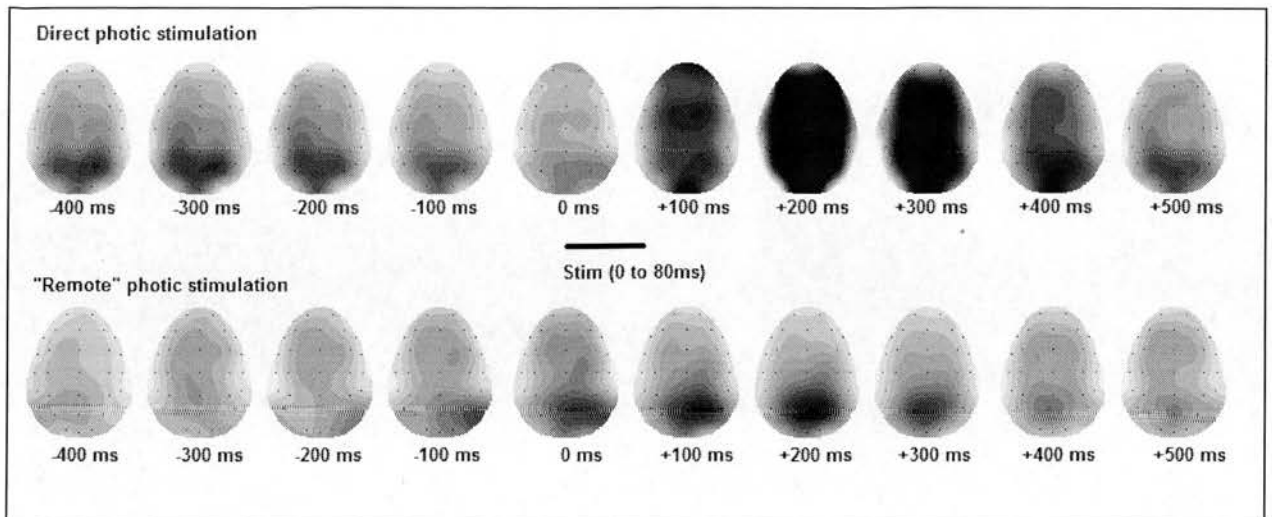 Direct photic stimulation
-400 ms -300 ms -200 ms -100 ms 0 ms +100 ms +200 ms +300 ms +400 ms +500 ms
Stim (0 to 80ms)
"Remote" photic stimulation
-400 ms -300 ms -200 ms -100 ms 0 ms +100 ms +200 ms +300 ms +400 ms +500 ms